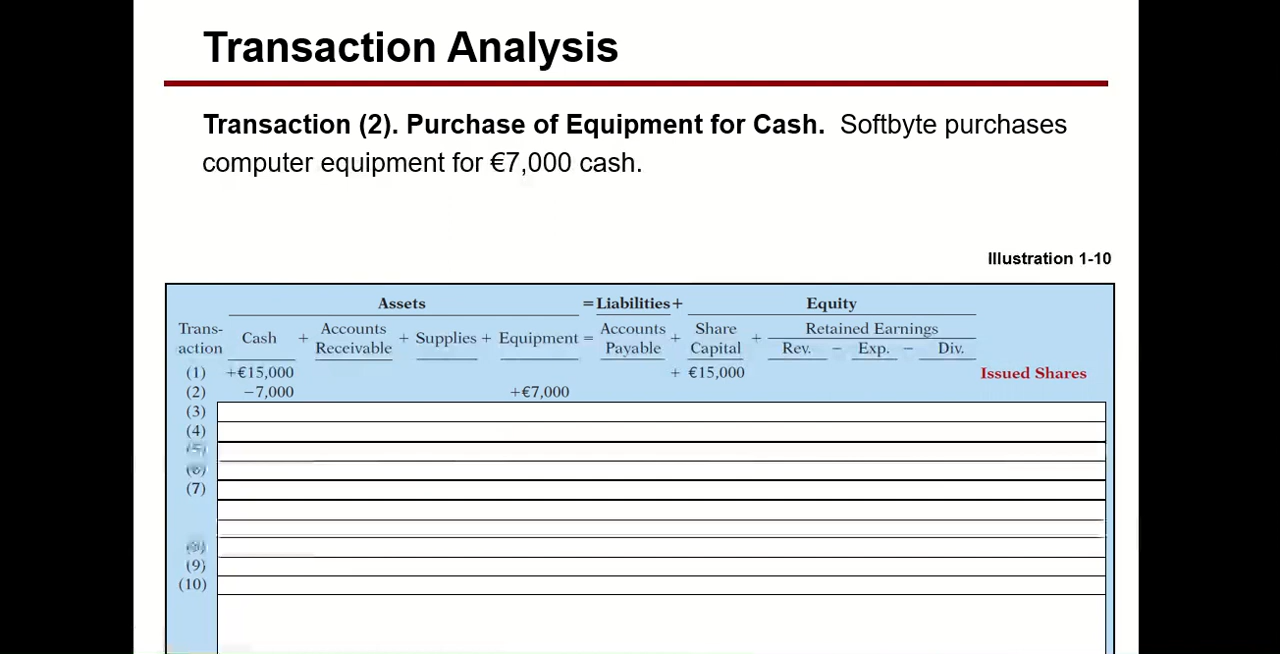 Transaction Analysis
Transaction (2). Purchase of Equipment for Cash. Softbyte purchases
computer equipment for €7,000 cash.
Illustration 1-10
Assets = Liabilities + Equity
Trans-
action Cash + Accounts Receivable + Supplies + Equipment = Accounts Payable + Share Capital + Retained Earnings
Rev. – Exp. – Div.
(1) +€15,000 + €15,000 Issued Shares
(2) −7,000 +€7,000
(3)
(4)
(5)
(6)
(7)
(9)
(10)